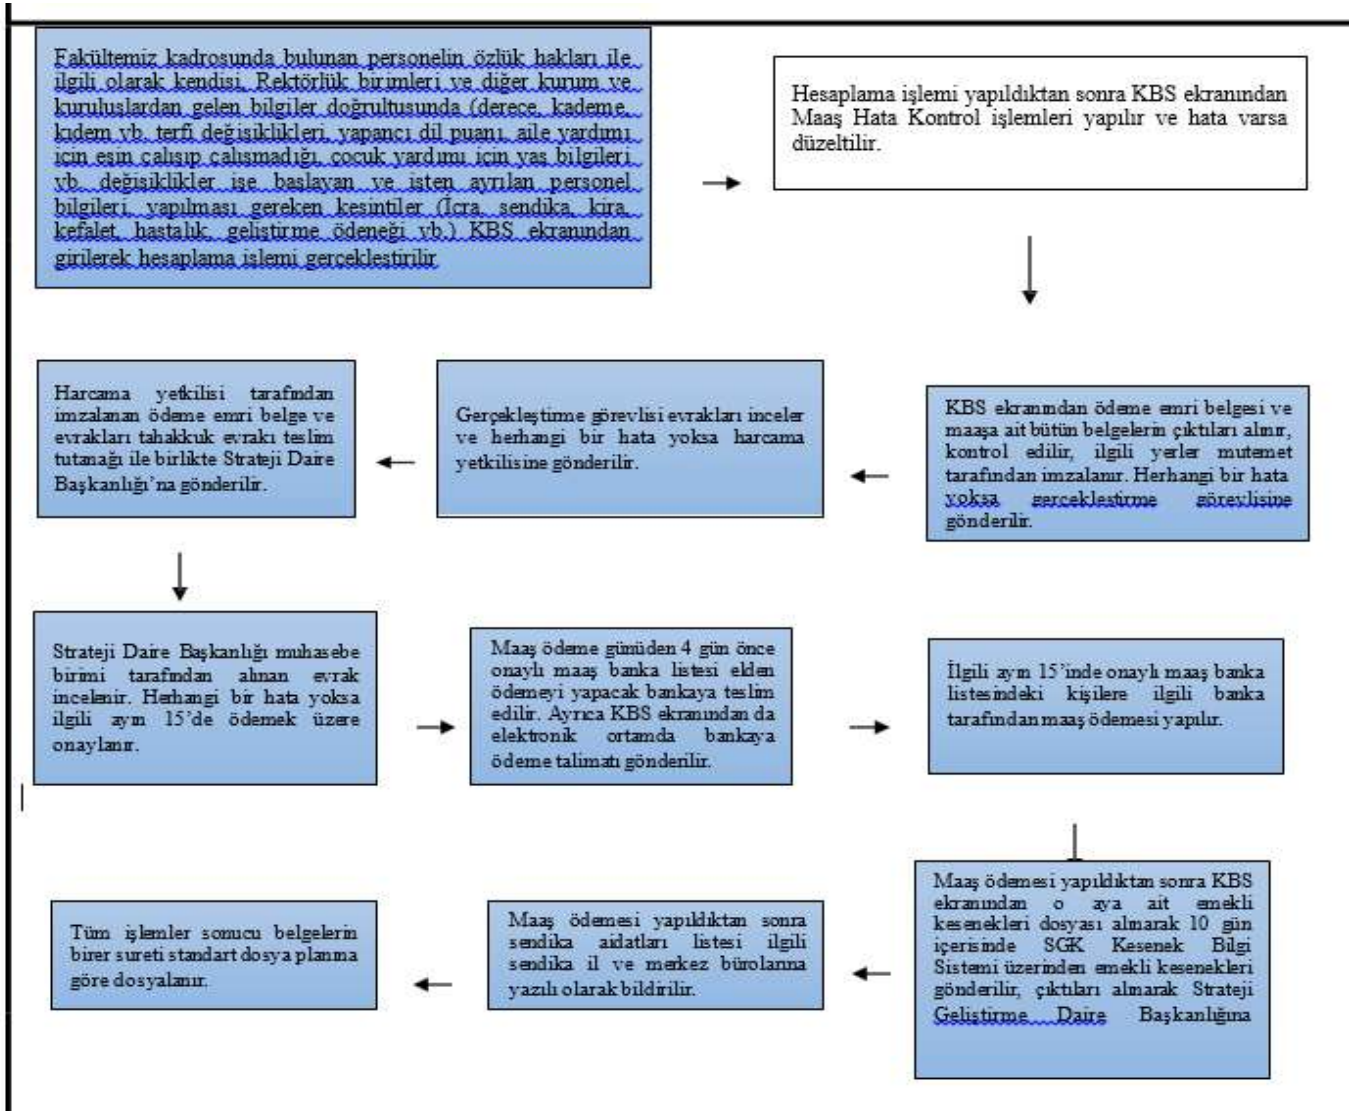 Fakültemiz kadrosunda bulunan personelin özlük hakları ile
ilgili olarak kendisi, Rektörlük birimleri ve diğer kurum ve
kuruluşlardan gelen bilgiler doğrultusunda (derece, kademe,
kıdem vb. terfi değişiklikleri, yapancı dil puanı, aile yardımı
için eşin çalışıp çalışmadığı, çocuk yardımı için yaş bilgileri
vb. değişiklikler işe başlayan ve işten ayrılan personel
bilgileri, yapılması gereken kesintiler (İcra, sendika, kira,
kefalet, hastalık, geliştirme ödeneği vb.) KBS ekranından
girilerek hesaplama işlemi gerçekleştirilir
Hesaplama işlemi yapıldıktan sonra KBS ekranından
Maaş Hata Kontrol işlemleri yapılır ve hata varsa
düzeltilir.
KBS ekranından ödeme emri belgesi ve
maaşa ait bütün belgelerin çıktıları alınır,
kontrol edilir, ilgili yerler mutemet
tarafından imzalanır. Herhangi bir hata
yoksa gerçekleştirme görevlisine
gönderilir.
Gerçekleştirme görevlisi evrakları inceler
ve herhangi bir hata yoksa harcama
yetkilisine gönderilir.
Harcama yetkilisi tarafından
imzalanan ödeme emri belge ve
evrakları tahakkuk evrakı teslim
tutanağı ile birlikte Strateji Daire
Başkanlığı’na gönderilir.
Strateji Daire Başkanlığı muhasebe
birimi tarafından alınan evrak
incelenir. Herhangi bir hata yoksa
ilgili ayın 15’de ödemek üzere
onaylanır.
Maaş ödeme günüden 4 gün önce
onaylı maaş banka listesi elden
ödemeyi yapacak bankaya teslim
edilir. Ayrıca KBS ekranından da
elektronik ortamda bankaya
ödeme talimatı gönderilir.
İlgili ayın 15’inde onaylı maaş banka
listesindeki kişilere ilgili banka
tarafından maaş ödemesi yapılır.
Maaş ödemesi yapıldıktan sonra KBS
ekranından o aya ait emekli
kesenekleri dosyası alınarak 10 gün
içerisinde SGK Kesenek Bilgi
Sistemi üzerinden emekli kesenekleri
gönderilir, çıktıları alınarak Strateji
Geliştirme Daire Başkanlığına
Maaş ödemesi yapıldıktan sonra
sendika aidatları listesi ilgili
sendika il ve merkez bürolarına
yazılı olarak bildirilir.
Tüm işlemler sonucu belgelerin
birer sureti standart dosya planına
göre dosyalanır.